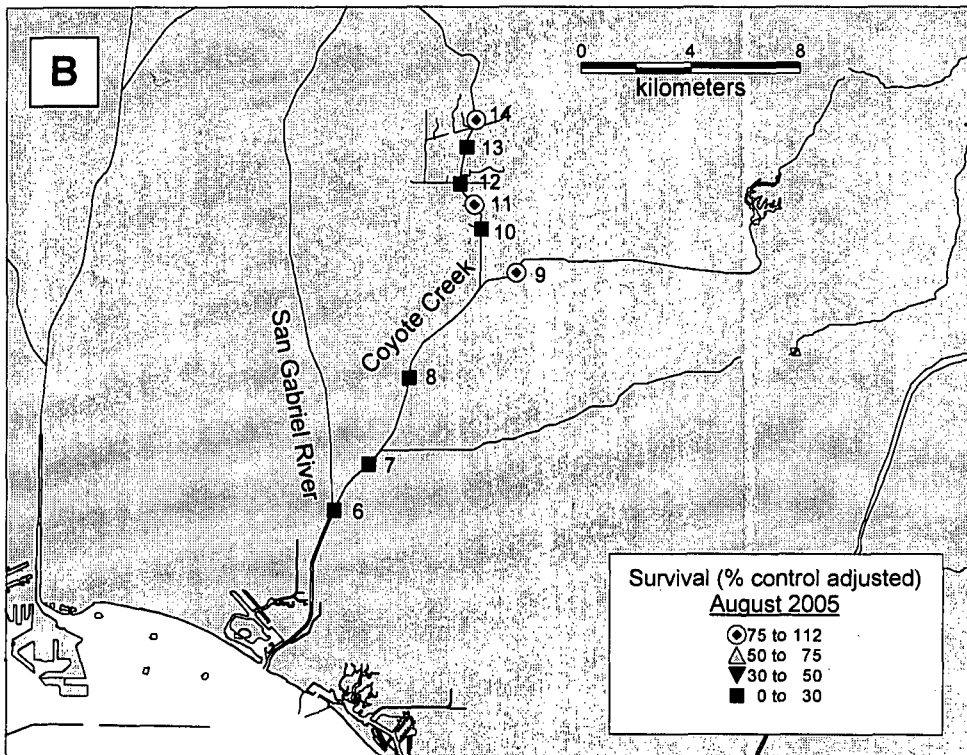 B
0 4 8
kilometers
14
13
12
11
10
9
Coyote Creek
San Gabriel River
8
7
6
Survival (% control adjusted)
August 2005
75 to 112
50 to 75
30 to 50
0 to 30